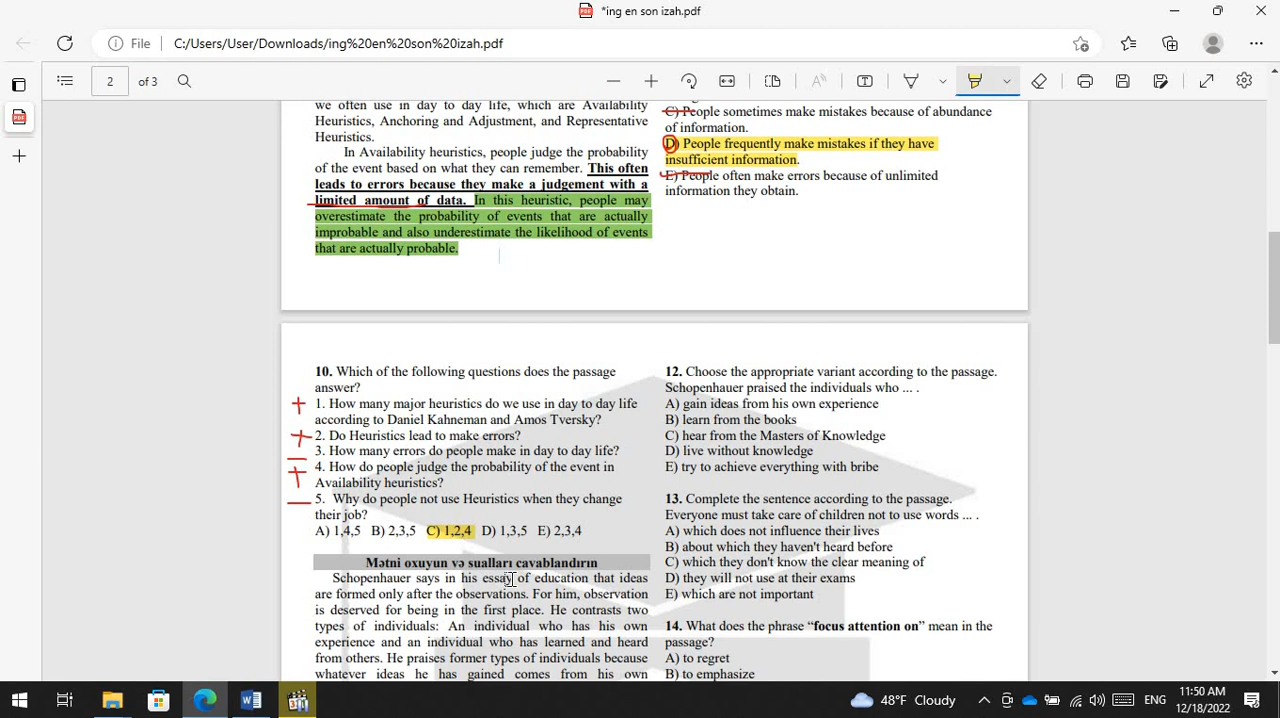 *ing en son izah.pdf
File
C:/Users/User/Downloads/ing%20en%20son%20izah.pdf
2
of 3
we often use in day to day life, which are Availability
Heuristics, Anchoring and Adjustment, and Representative
Heuristics.
In Availability heuristics, people judge the probability
of the event based on what they can remember. This often
leads to errors because they make a judgement with a
limited amount of data. In this heuristic, people may
overestimate the probability of events that are actually
improbable and also underestimate the likelihood of events
that are actually probable.
C) People sometimes make mistakes because of abundance
of information.
D) People frequently make mistakes if they have
insufficient information.
E) People often make errors because of unlimited
information they obtain.
10. Which of the following questions does the passage
answer?
1. How many major heuristics do we use in day to day life
according to Daniel Kahneman and Amos Tversky?
2. Do Heuristics lead to make errors?
3. How many errors do people make in day to day life?
4. How do people judge the probability of the event in
Availability heuristics?
5. Why do people not use Heuristics when they change
their job?
A) 1,4,5 B) 2,3,5 C) 1,2,4 D) 1,3,5 E) 2,3,4
Mətni oxuyun və sualları cavablandırın
Schopenhauer says in his essay of education that ideas
are formed only after the observations. For him, observation
is deserved for being in the first place. He contrasts two
types of individuals: An individual who has his own
experience and an individual who has learned and heard
from others. He praises former types of individuals because
whatever ideas he has gained comes from his own
12. Choose the appropriate variant according to the passage.
Schopenhauer praised the individuals who ... .
A) gain ideas from his own experience
B) learn from the books
C) hear from the Masters of Knowledge
D) live without knowledge
E) try to achieve everything with bribe
13. Complete the sentence according to the passage.
Everyone must take care of children not to use words ... .
A) which does not influence their lives
B) about which they haven't heard before
C) which they don't know the clear meaning of
D) they will not use at their exams
E) which are not important
14. What does the phrase “focus attention on” mean in the
passage?
A) to regret
B) to emphasize
48°F Cloudy
ENG
11:50 AM
12/18/2022